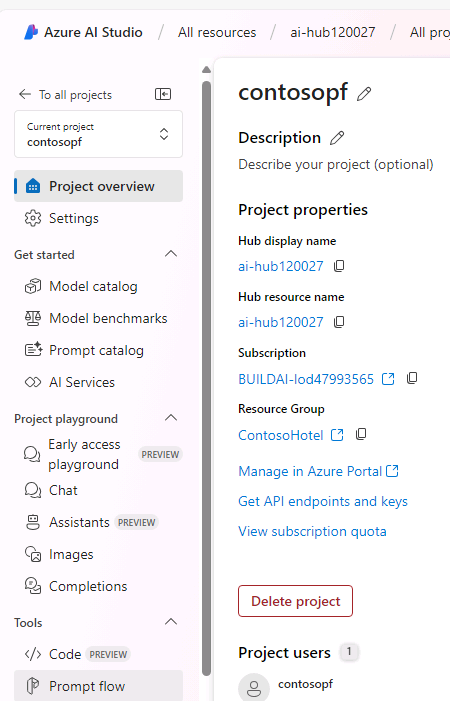 Azure AI Studio / All resources / ai-hub120027 / All proj
To all projects
Current project
contosopf
Project overview
Settings
Get started
Model catalog
Model benchmarks
Prompt catalog
AI Services
Project playground
Early access
playground PREVIEW
Chat
Assistants PREVIEW
Images
Completions
Tools
Code PREVIEW
Prompt flow
contosopf
Description
Describe your project (optional)
Project properties
Hub display name
ai-hub120027
Hub resource name
ai-hub120027
Subscription
BUILDAI-lod47993565
Resource Group
ContosoHotel
Manage in Azure Portal
Get API endpoints and keys
View subscription quota
Delete project
Project users 1
contosopf